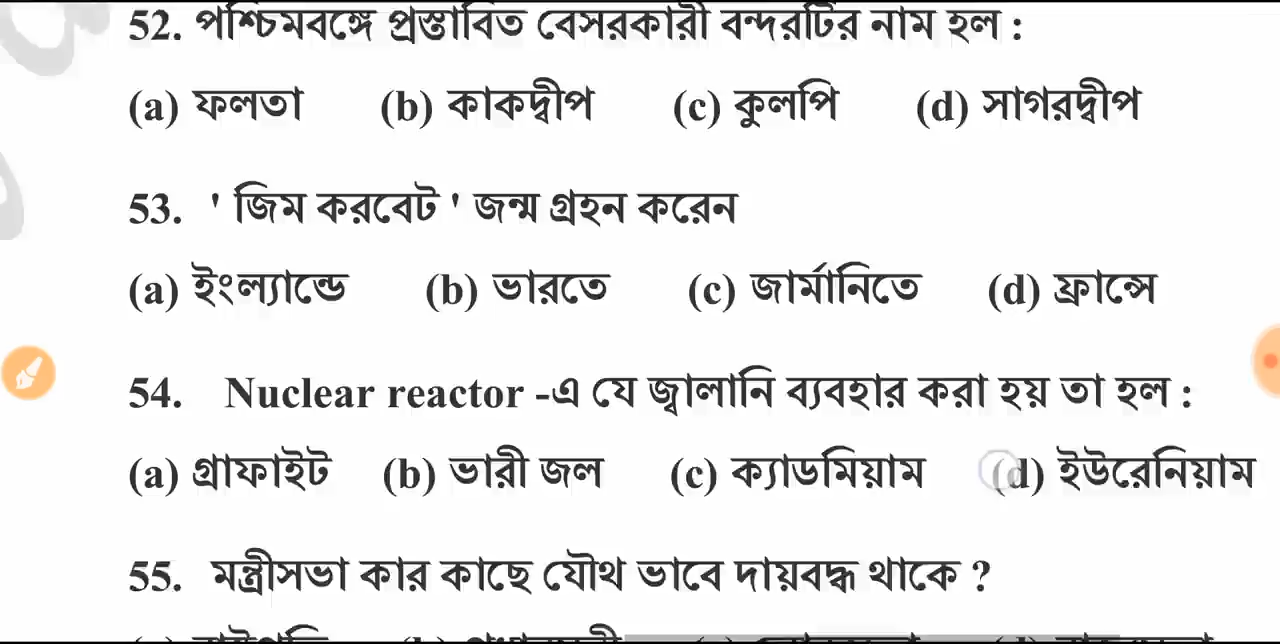 52. পশ্চিমবঙ্গে প্রস্তাবিত বেসরকারী বন্দরটির নাম হল :
(a) ফলতা (b) কাকদ্বীপ (c) কুলপি (d) সাগরদ্বীপ
53. ' জিম করবেট ' জন্ম গ্রহন করেন
(a) ইংল্যান্ডে (b) ভারতে (c) জার্মানিতে (d) ফ্রান্সে
54. Nuclear reactor -এ যে জ্বালানি ব্যবহার করা হয় তা হল :
(a) গ্রাফাইট (b) ভারী জল (c) ক্যাডমিয়াম (d) ইউরেনিয়াম
55. মন্ত্রীসভা কার কাছে যৌথ ভাবে দায়বদ্ধ থাকে ?